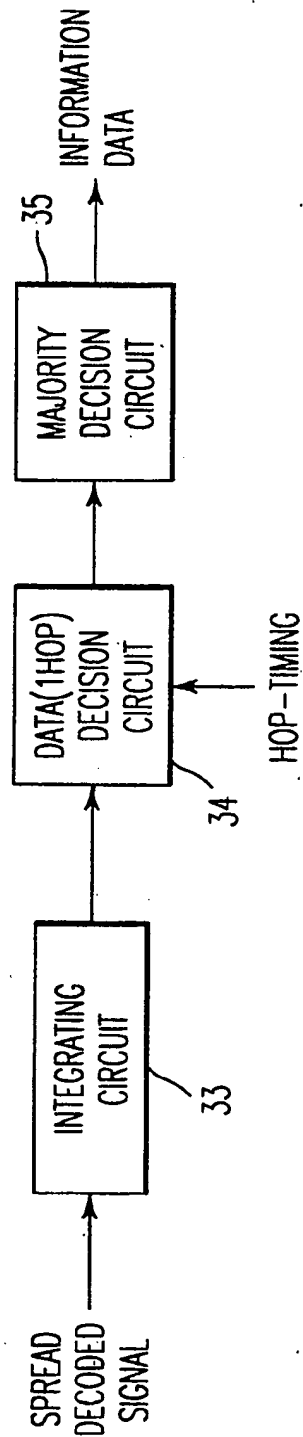 SPREAD
DECODED
SIGNAL
INTEGRATING
CIRCUIT
33
DATA(1HOP)
DECISION
CIRCUIT
34
HOP-TIMING
MAJORITY
DECISION
CIRCUIT
35
INFORMATION
DATA